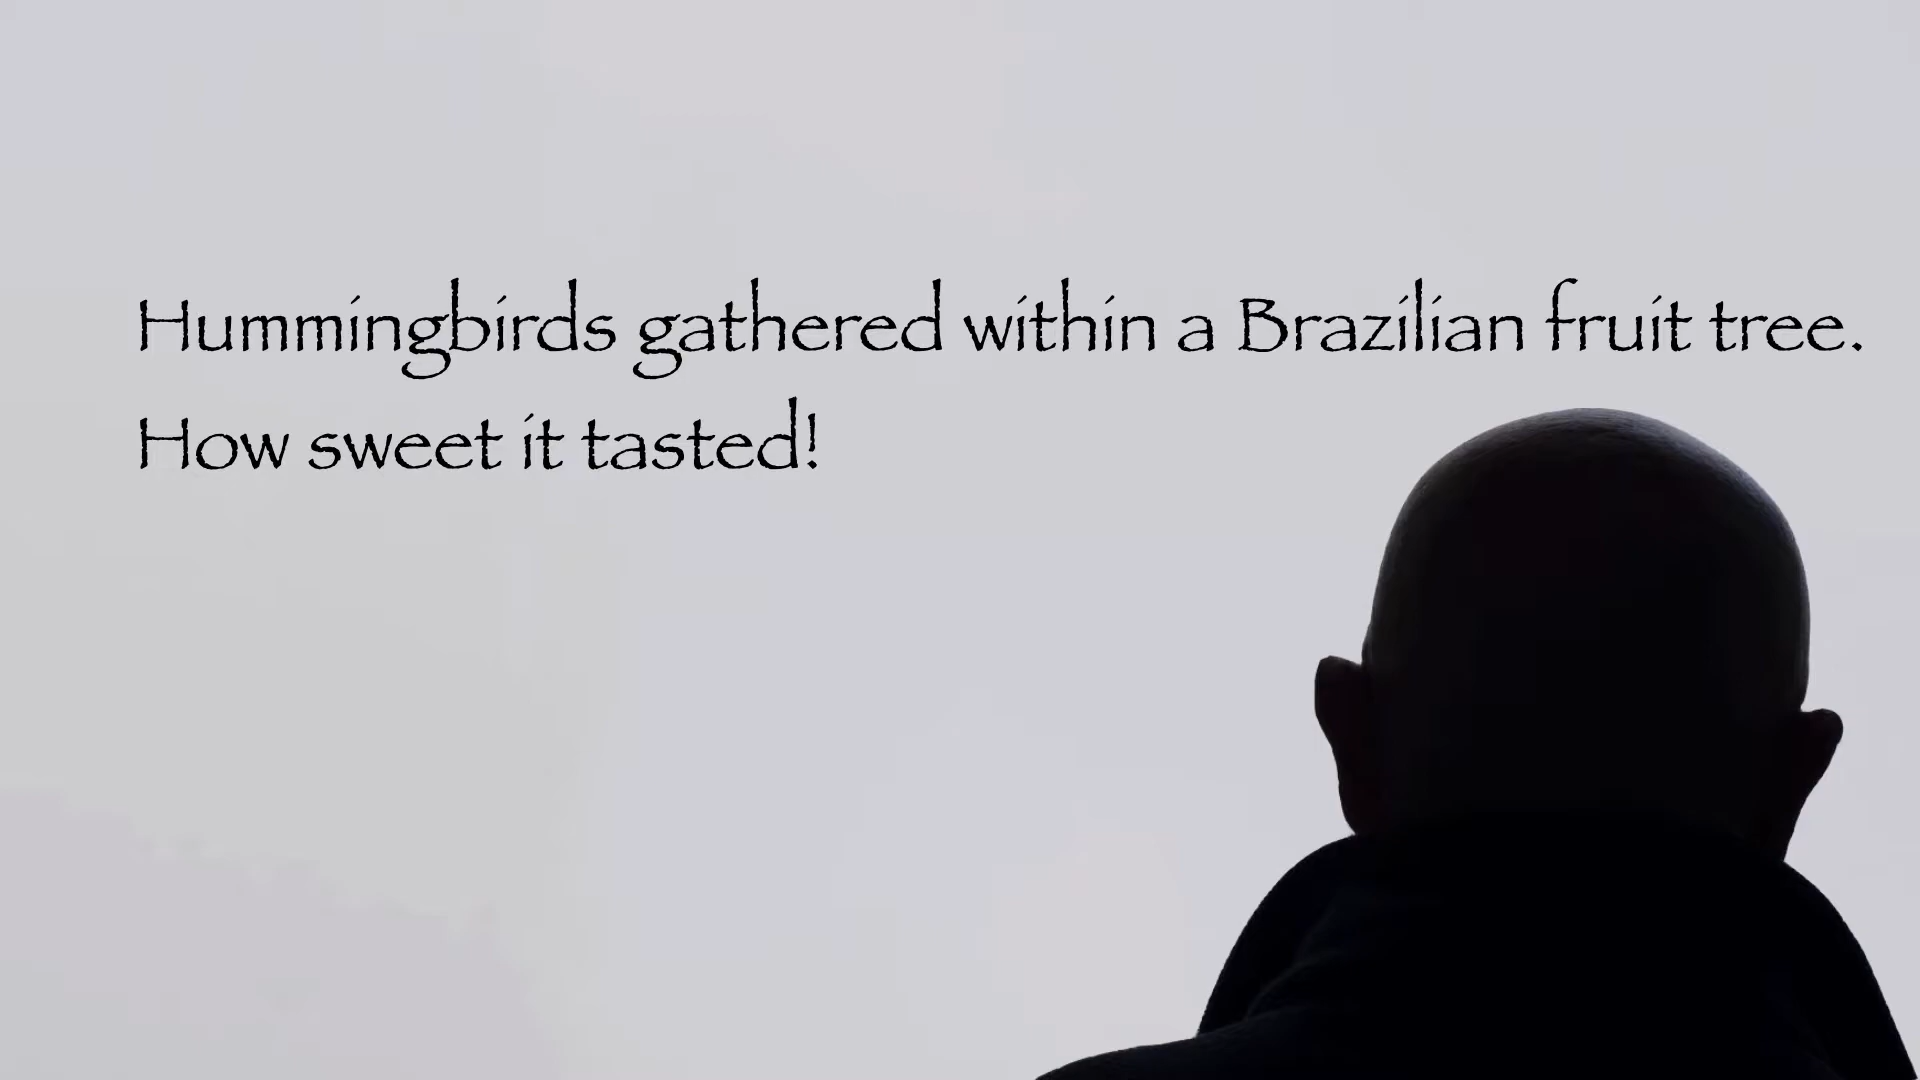 Hummingbirds gathered within a Brazilian fruit tree.
How sweet it tasted!